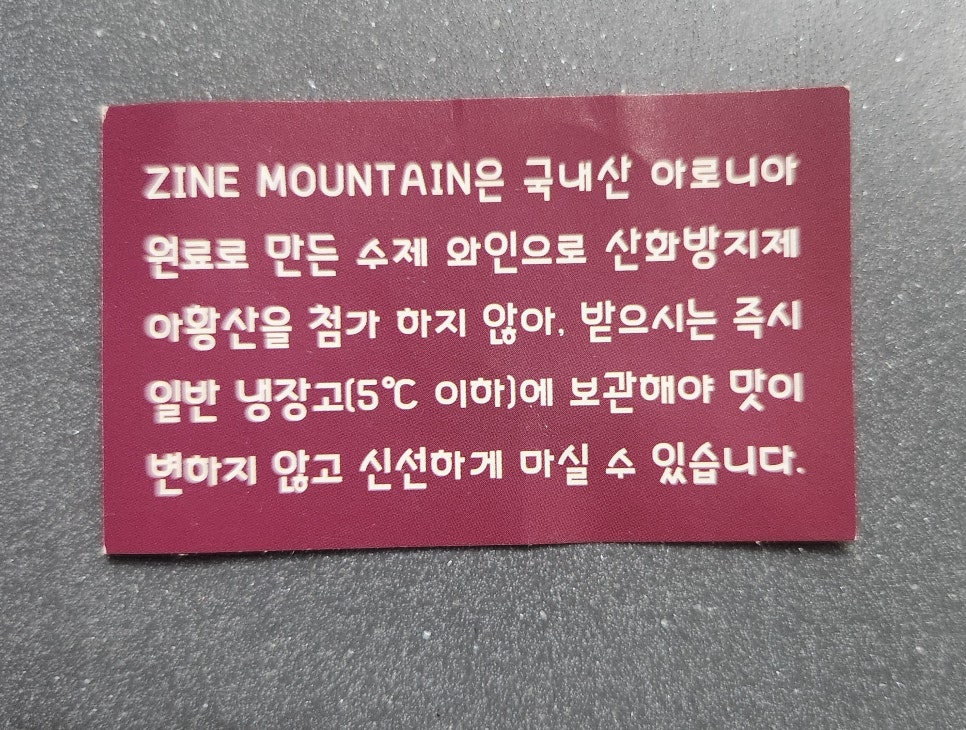 ZINE MOUNTAIN은 국내산 아로니아
원료로 만든 수제 와인으로 산화방지제
아황산을 첨가 하지 않아, 받으시는 즉시
일반 냉장고(5℃ 이하)에 보관해야 맛이
변하지 않고 신선하게 마실 수 있습니다.